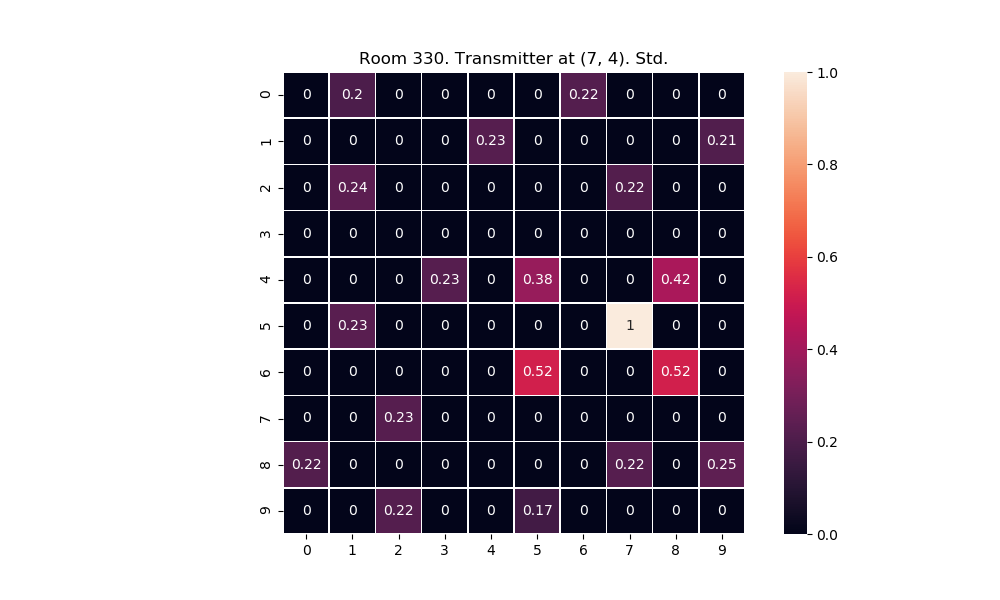 Room 330. Transmitter at (7, 4). Std.
0 0 0.2 0 0 0 0 0.22 0 0 0
1 0 0 0 0 0.23 0 0 0 0 0.21
2 0 0.24 0 0 0 0 0 0.22 0 0
3 0 0 0 0 0 0 0 0 0 0
4 0 0 0 0.23 0 0.38 0 0 0.42 0
5 0 0.23 0 0 0 0 0 1 0 0
6 0 0 0 0 0 0.52 0 0 0.52 0
7 0 0 0.23 0 0 0 0 0 0 0
8 0.22 0 0 0 0 0 0 0.22 0 0.25
9 0 0 0.22 0 0 0.17 0 0 0 0
0 1 2 3 4 5 6 7 8 9
1.0
0.8
0.6
0.4
0.2
0.0